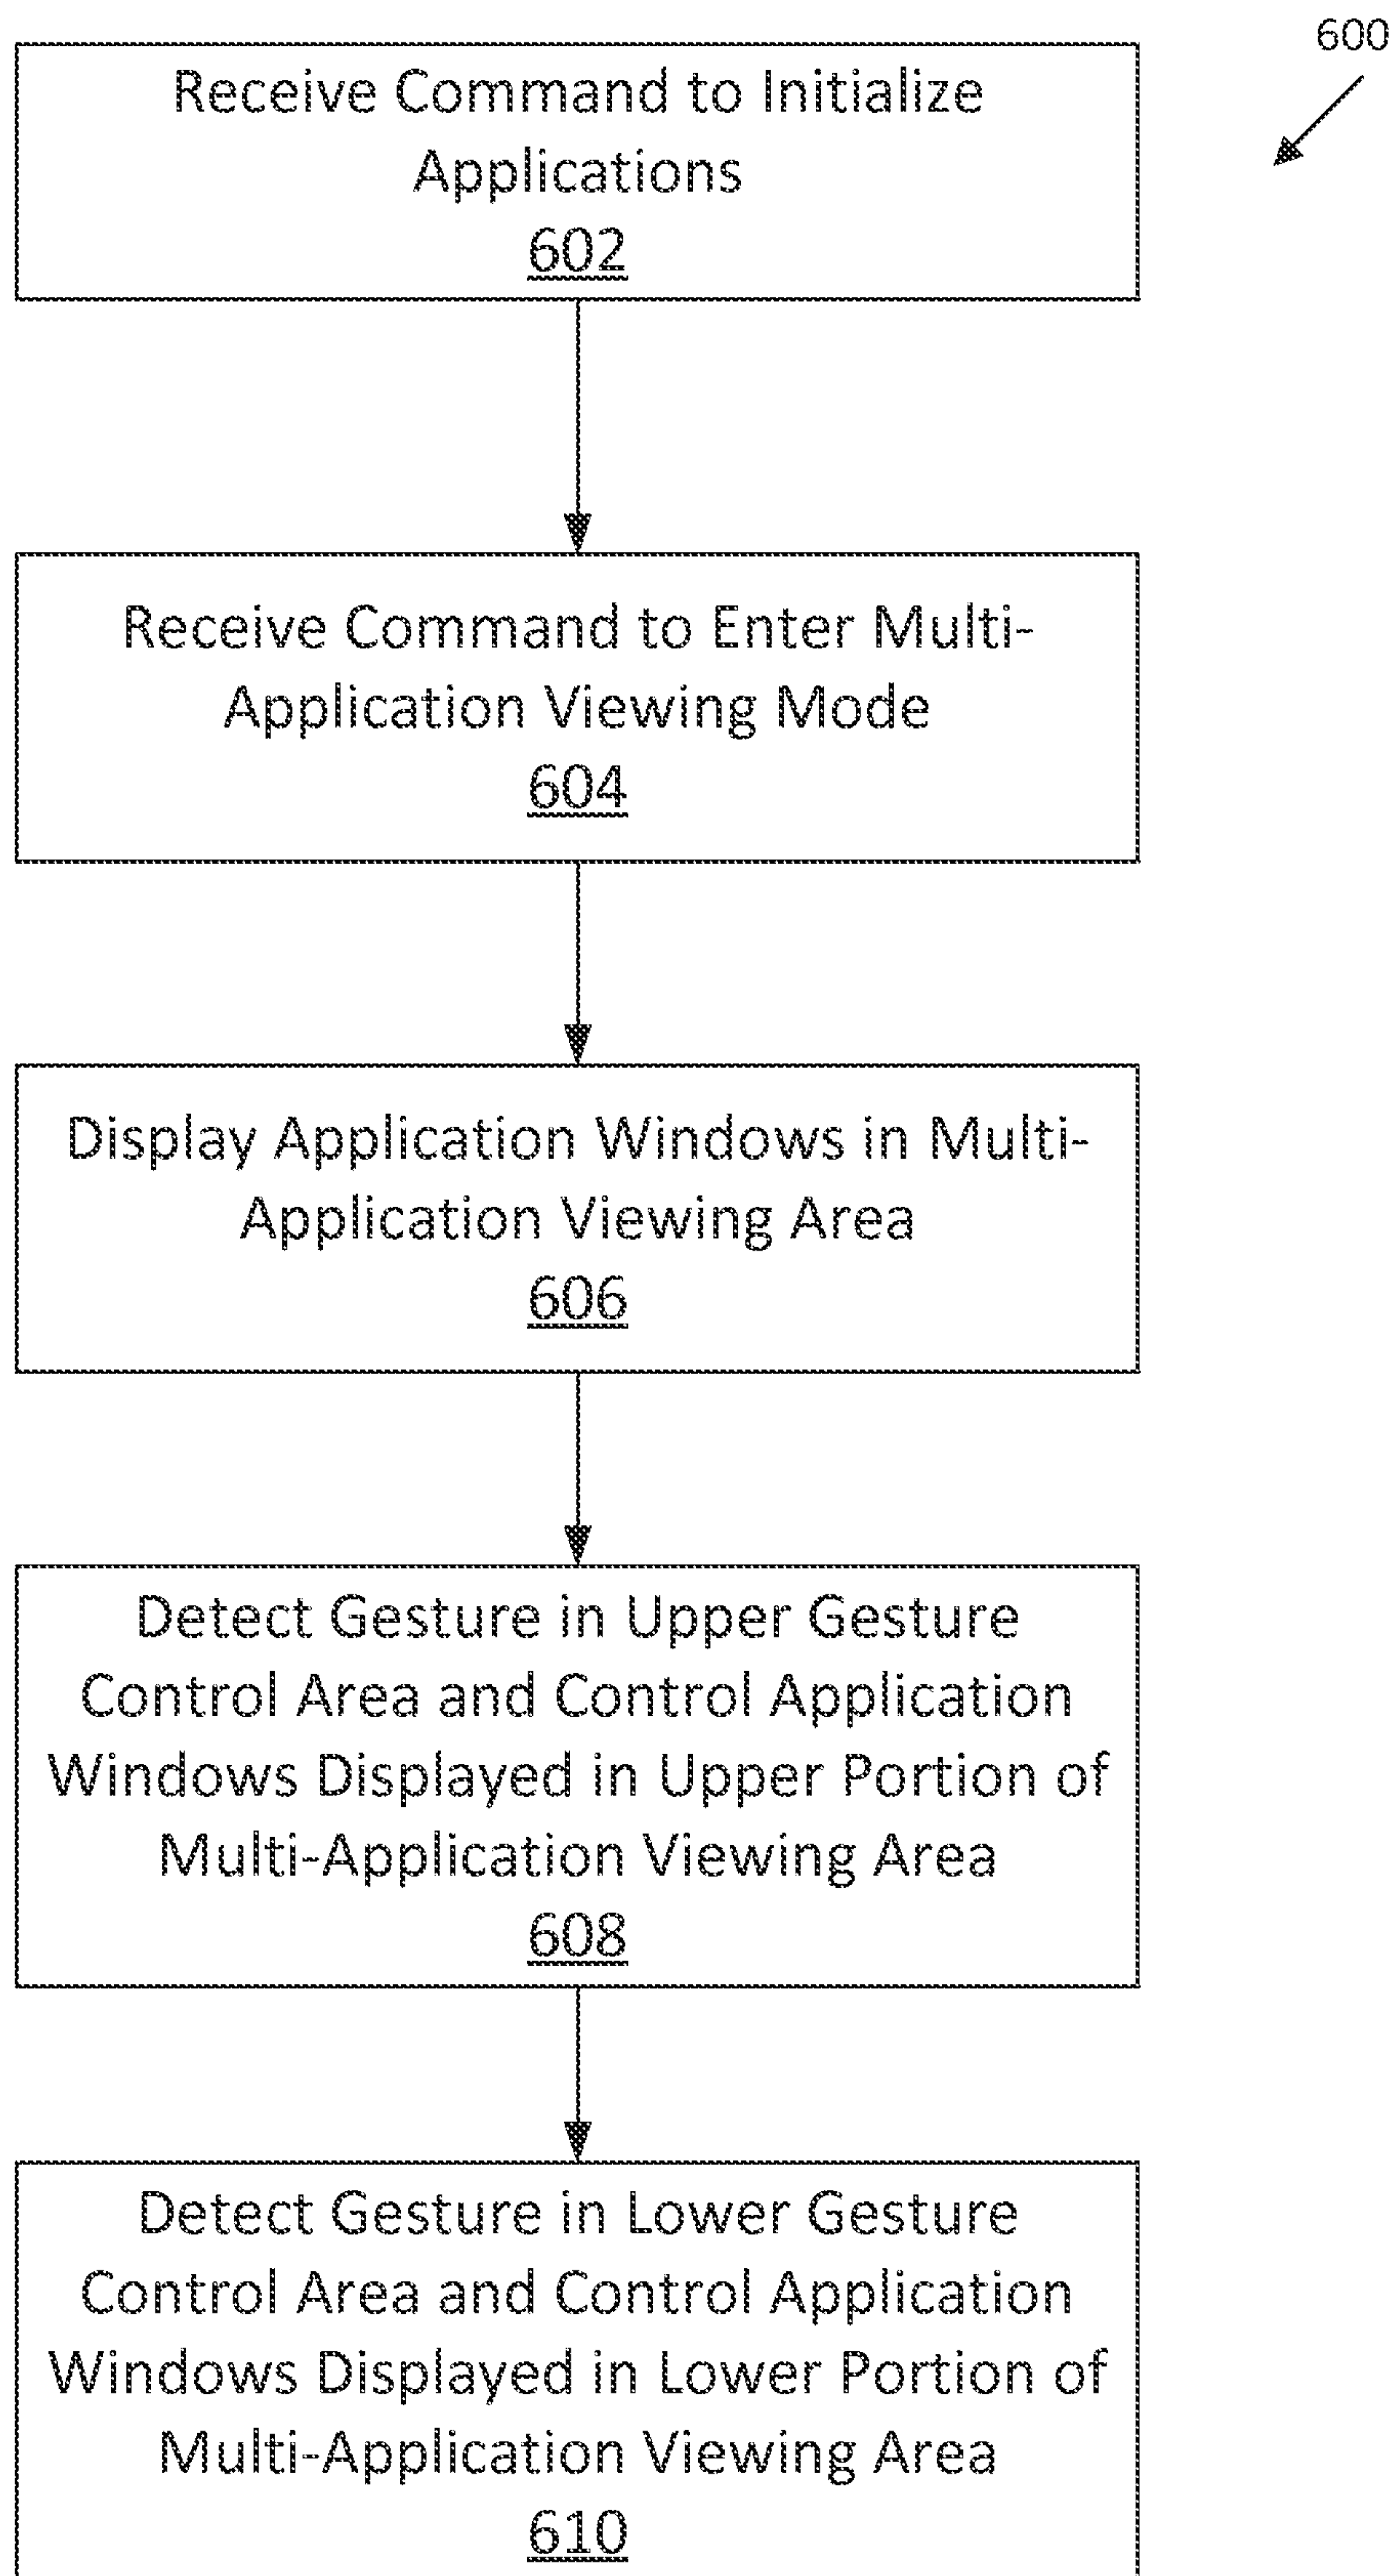 600
Receive Command to Initialize
Applications
602
Receive Command to Enter Multi-
Application Viewing Mode
604
Display Application Windows in Multi-
Application Viewing Area
606
Detect Gesture in Upper Gesture
Control Area and Control Application
Windows Displayed in Upper Portion of
Multi-Application Viewing Area
608
Detect Gesture in Lower Gesture
Control Area and Control Application
Windows Displayed in Lower Portion of
Multi-Application Viewing Area
610